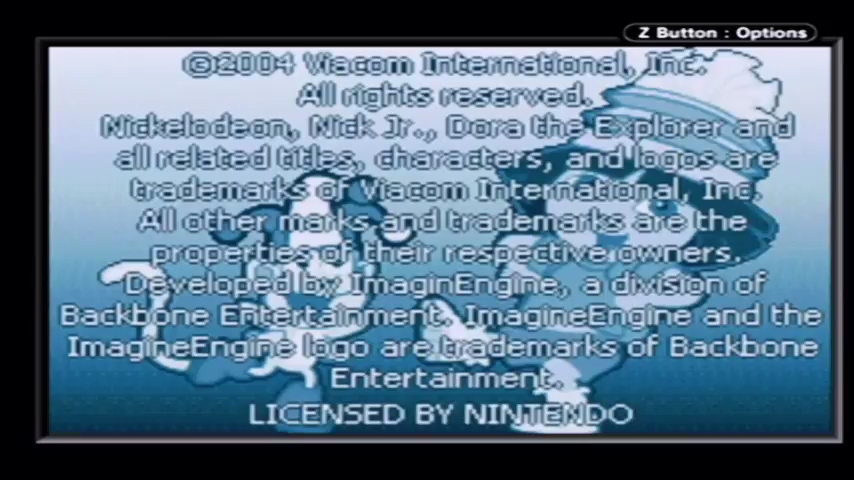 Z Button : Options
©2004 Viacom International, Inc.
All rights reserved.
Nickelodeon, Nick Jr., Dora the Explorer and
all related titles, characters, and logos are
trademarks of Viacom International, Inc.
All other marks and trademarks are the
properties of their respective owners.
Developed by ImaginEngine, a division of
Backbone Entertainment. ImagineEngine and the
ImagineEngine logo are trademarks of Backbone
Entertainment.
LICENSED BY NINTENDO